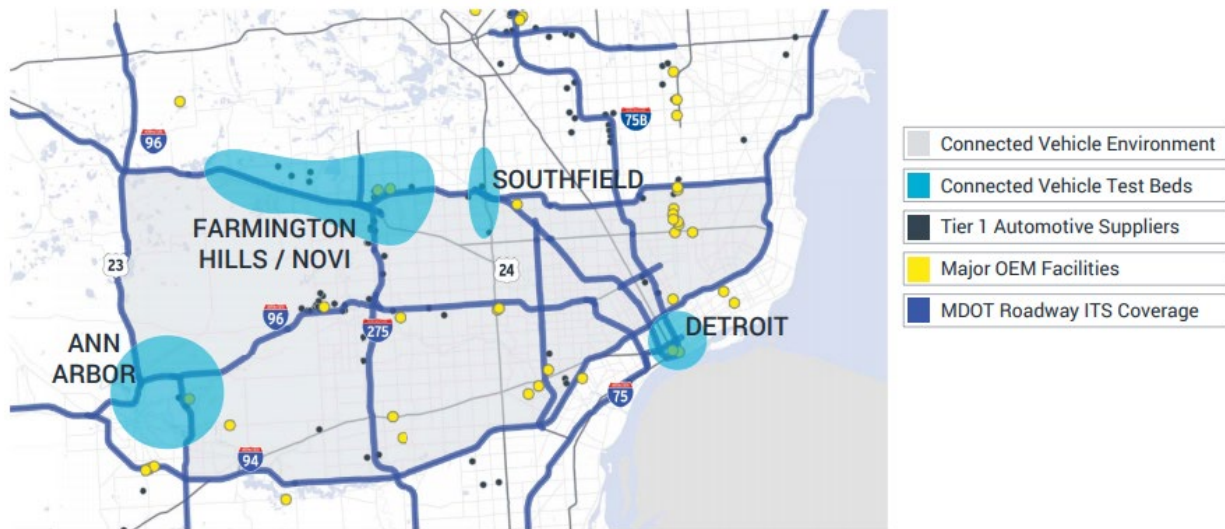 96
75B
SOUTHFIELD
FARMINGTON
HILLS / NOVI
23
24
96
275
DETROIT
ANN
ARBOR
75
94
Connected Vehicle Environment
Connected Vehicle Test Beds
Tier 1 Automotive Suppliers
Major OEM Facilities
MDOT Roadway ITS Coverage